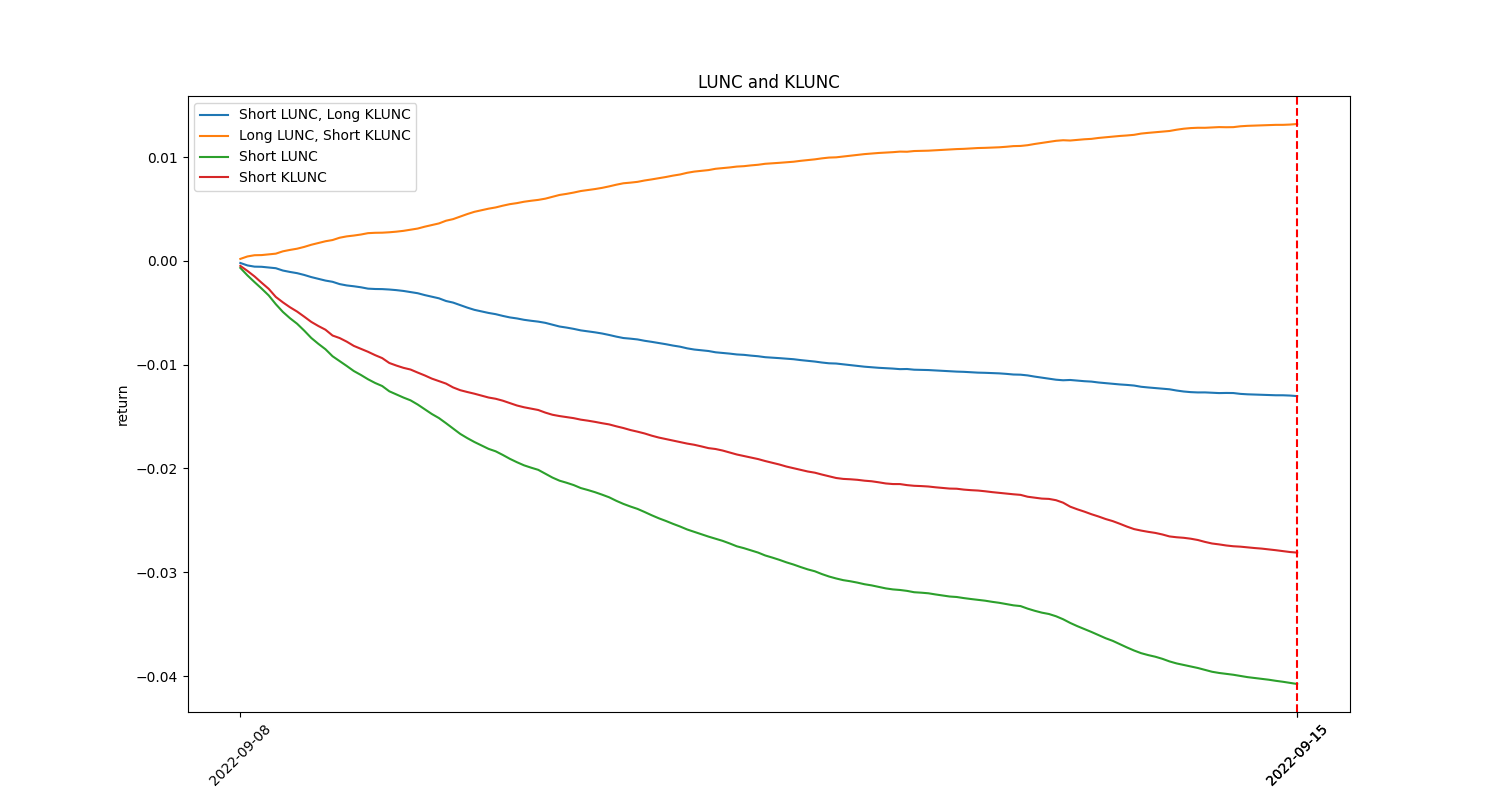 LUNC and KLUNC
Short LUNC, Long KLUNC
Long LUNC, Short KLUNC
Short LUNC
Short KLUNC
0.01
0.00
−0.01
−0.02
−0.03
−0.04
return
2022-09-08
2022-09-15